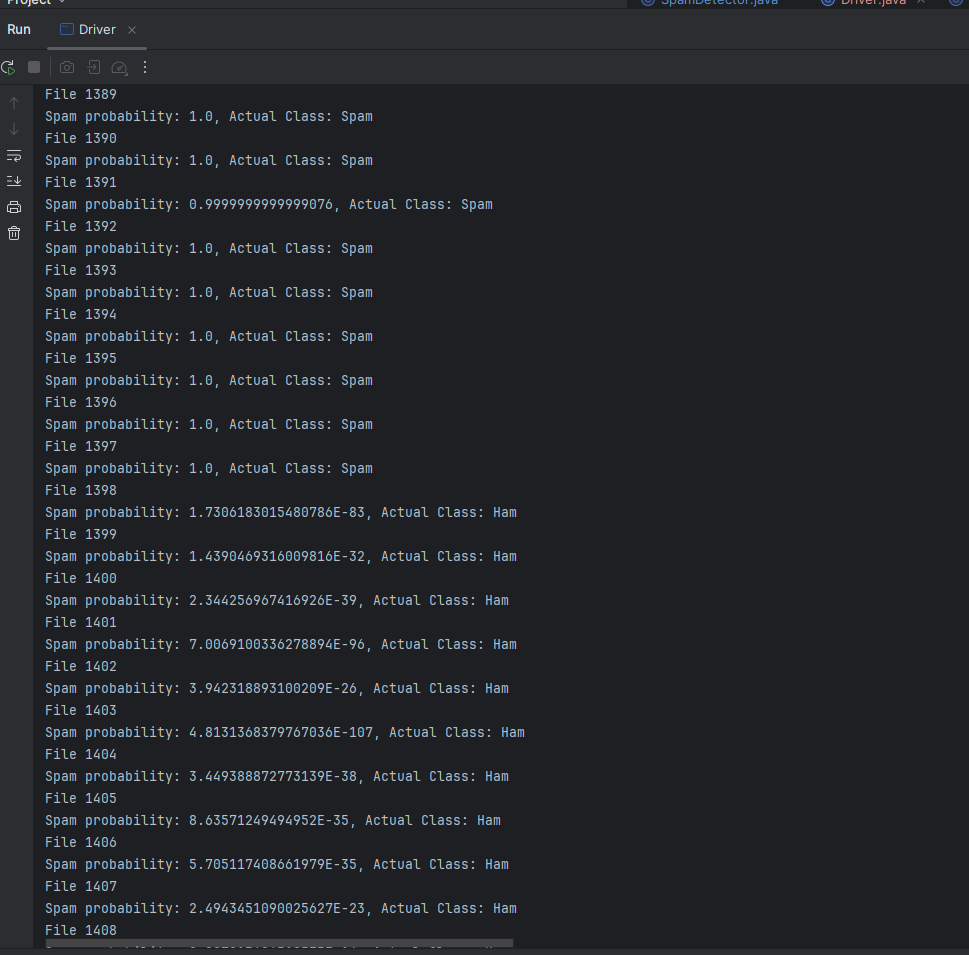 Project
SpamDetector.java Driver.java
Run Driver
File 1389
Spam probability: 1.0, Actual Class: Spam
File 1390
Spam probability: 1.0, Actual Class: Spam
File 1391
Spam probability: 0.9999999999999076, Actual Class: Spam
File 1392
Spam probability: 1.0, Actual Class: Spam
File 1393
Spam probability: 1.0, Actual Class: Spam
File 1394
Spam probability: 1.0, Actual Class: Spam
File 1395
Spam probability: 1.0, Actual Class: Spam
File 1396
Spam probability: 1.0, Actual Class: Spam
File 1397
Spam probability: 1.0, Actual Class: Spam
File 1398
Spam probability: 1.7306183015480786E-83, Actual Class: Ham
File 1399
Spam probability: 1.4390469316009816E-32, Actual Class: Ham
File 1400
Spam probability: 2.344256967416926E-39, Actual Class: Ham
File 1401
Spam probability: 7.0069100336278894E-96, Actual Class: Ham
File 1402
Spam probability: 3.942318893100209E-26, Actual Class: Ham
File 1403
Spam probability: 4.8131368379767036E-107, Actual Class: Ham
File 1404
Spam probability: 3.449388872773139E-38, Actual Class: Ham
File 1405
Spam probability: 8.63571249494952E-35, Actual Class: Ham
File 1406
Spam probability: 5.705117408661979E-35, Actual Class: Ham
File 1407
Spam probability: 2.4943451090025627E-23, Actual Class: Ham
File 1408